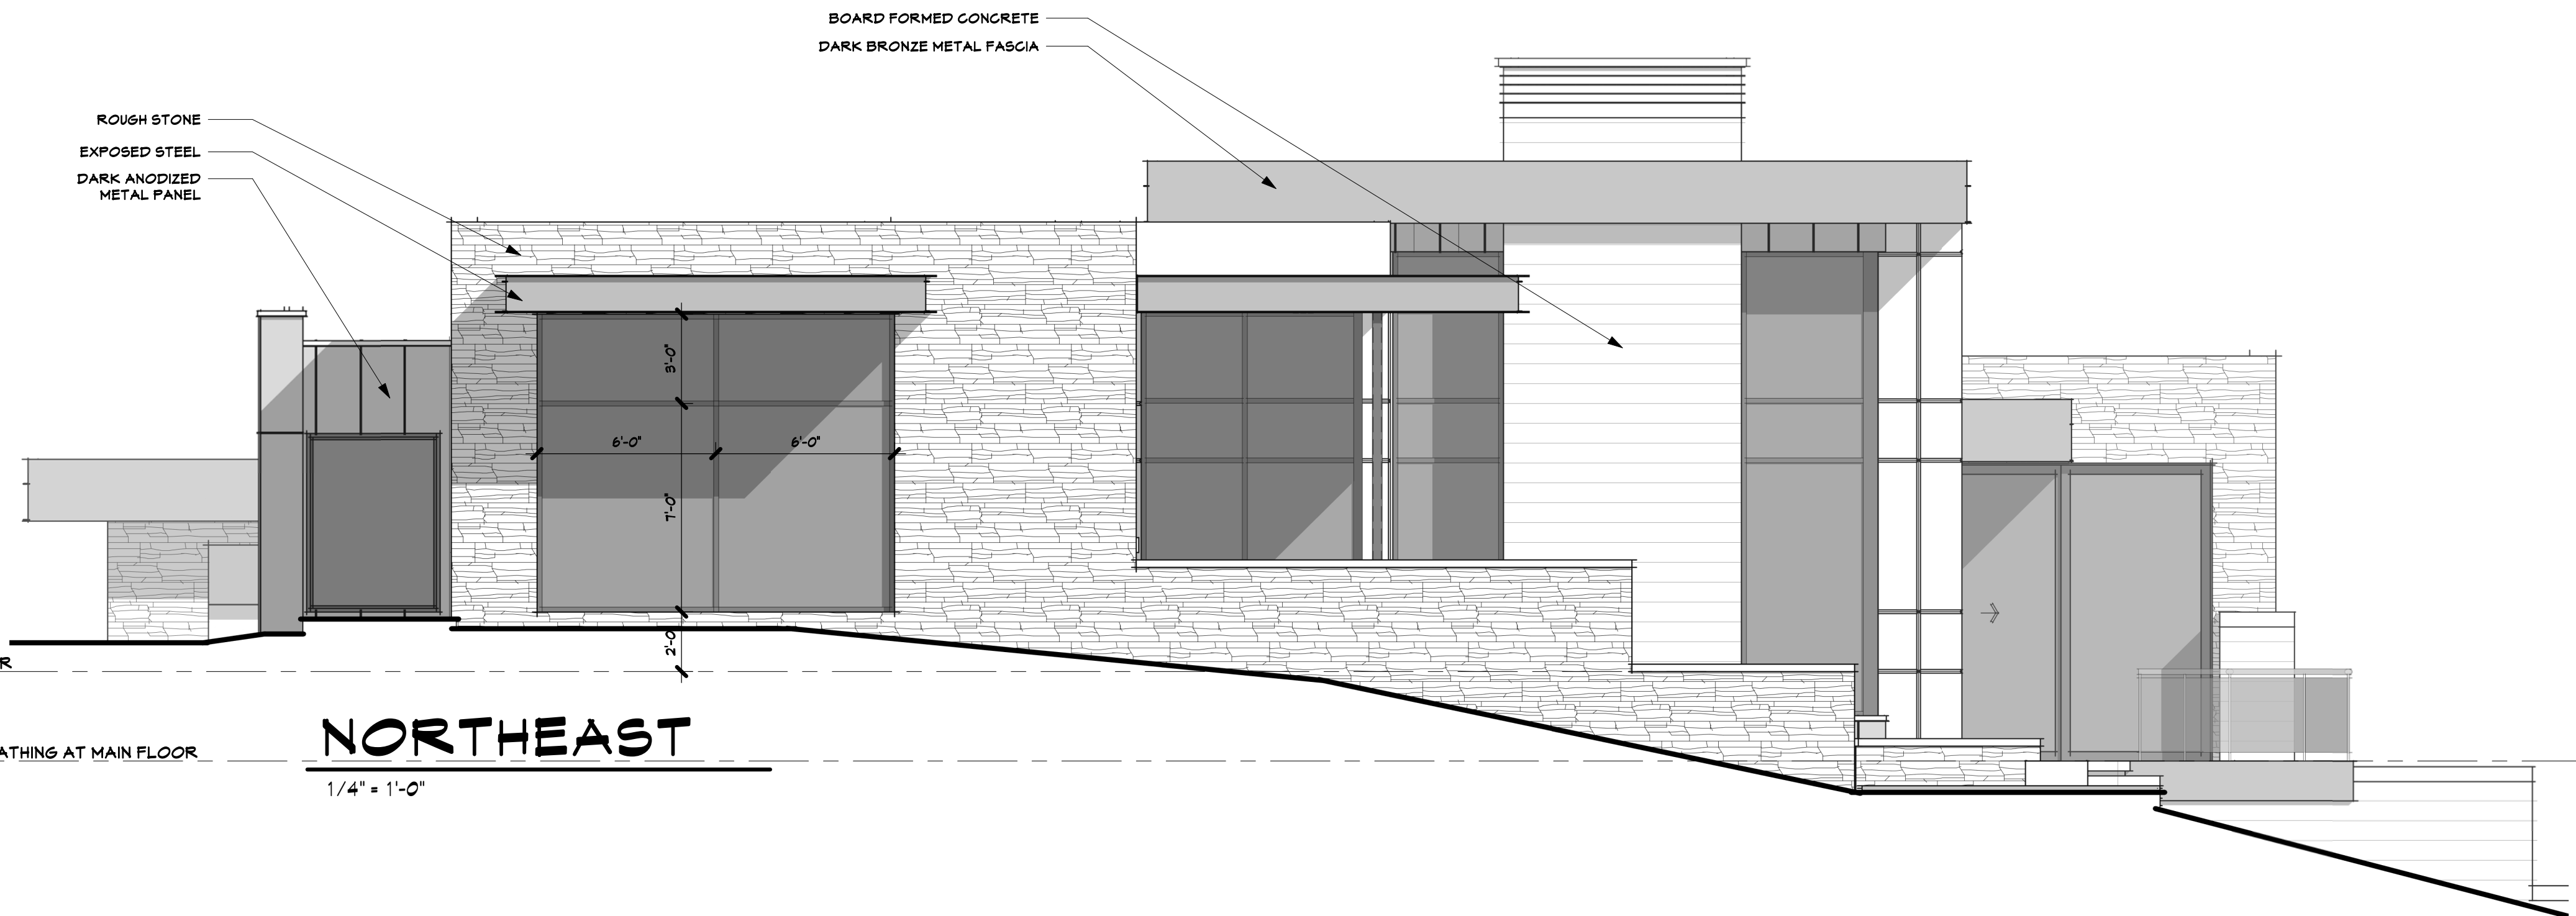 BOARD FORMED CONCRETE
DARK BRONZE METAL FASCIA
ROUGH STONE
EXPOSED STEEL
DARK ANODIZED
METAL PANEL
3'-0"
6'-0"
6'-0"
7'-0"
2'-0
R
NORTHEAST
ATHING AT MAIN FLOOR
1/4" = 1'-0"